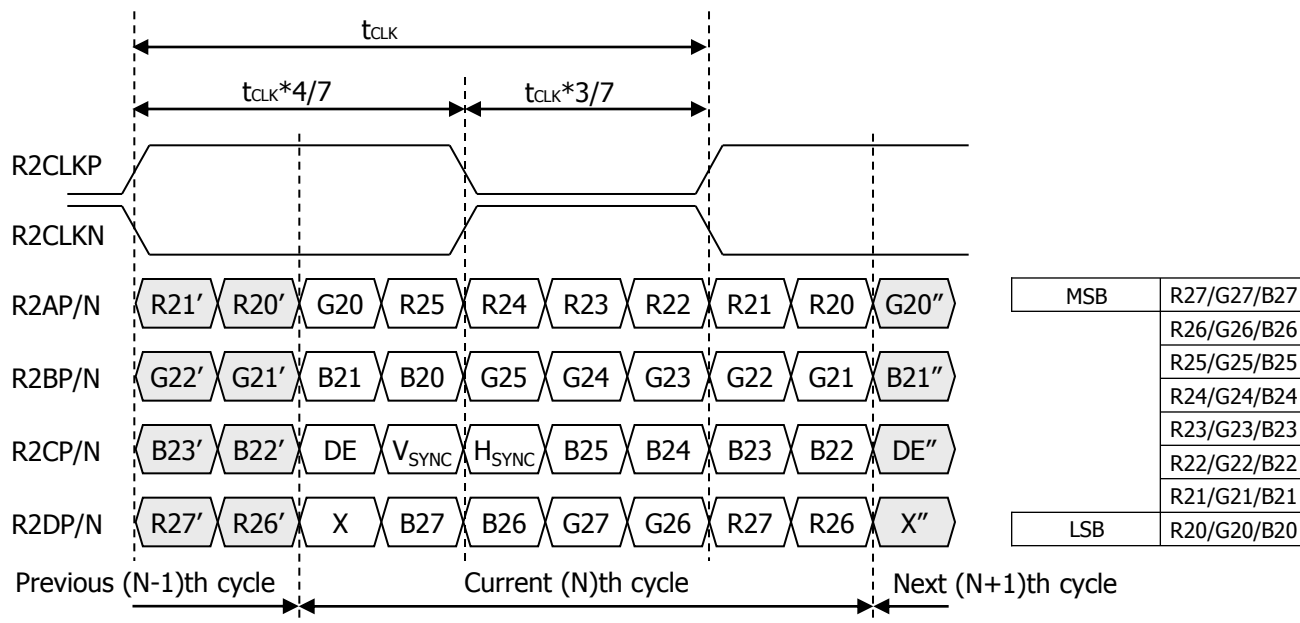 tCLK
tCLK*4/7 tCLK*3/7
R2CLKP
R2CLKN
R2AP/N R21′ R20′ G20 R25 R24 R23 R22 R21 R20 G20″
R2BP/N G22′ G21′ B21 B20 G25 G24 G23 G22 G21 B21″
R2CP/N B23′ B22′ DE VSYNC HSYNC B25 B24 B23 B22 DE″
R2DP/N R27′ R26′ X B27 B26 G27 G26 R27 R26 X″
Previous (N-1)th cycle Current (N)th cycle Next (N+1)th cycle
MSB R27/G27/B27
R26/G26/B26
R25/G25/B25
R24/G24/B24
R23/G23/B23
R22/G22/B22
R21/G21/B21
LSB R20/G20/B20